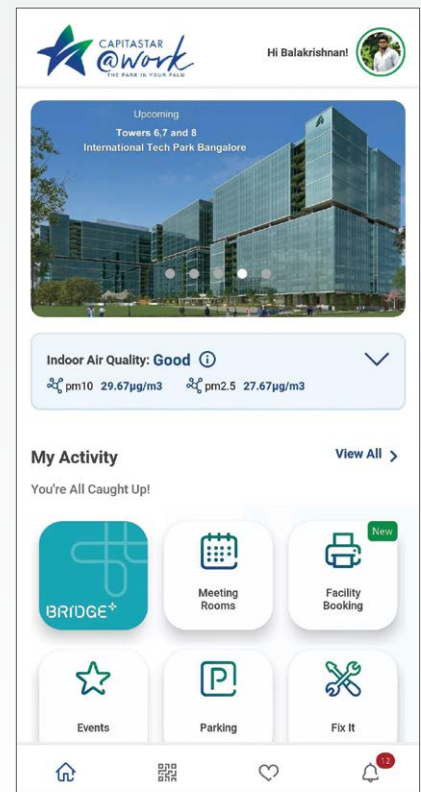 CAPITASTAR
@Work
THE PARK IN YOUR PALM
Hi Balakrishnan!
Upcoming
Towers 6,7 and 8
International Tech Park Bangalore
Indoor Air Quality: Good
pm10 29.67µg/m3 pm2.5 27.67µg/m3
My Activity
View All
You're All Caught Up!
BRIDGE+
Meeting
Rooms
New
Facility
Booking
Events
P
Parking
Fix It
12